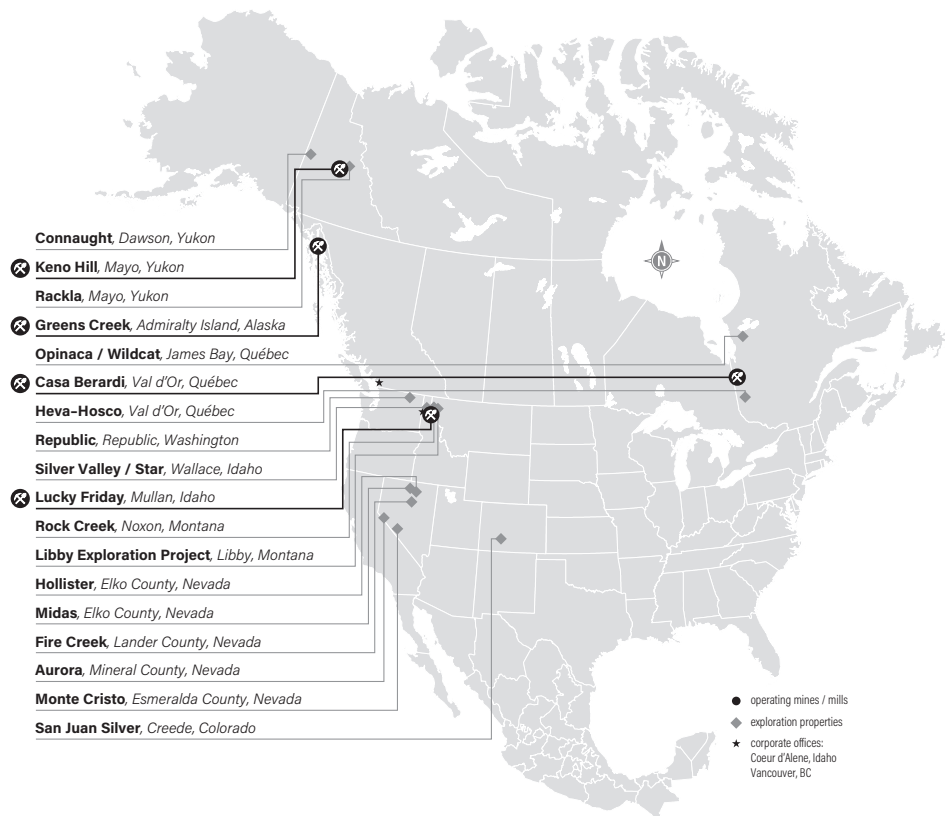 Connaught, Dawson, Yukon
Keno Hill, Mayo, Yukon
Rackla, Mayo, Yukon
Greens Creek, Admiralty Island, Alaska
Opinaca / Wildcat, James Bay, Québec
Casa Berardi, Val d'Or, Québec
Heva–Hosco, Val d'Or, Québec
Republic, Republic, Washington
Silver Valley / Star, Wallace, Idaho
Lucky Friday, Mullan, Idaho
Rock Creek, Noxon, Montana
Libby Exploration Project, Libby, Montana
Hollister, Elko County, Nevada
Midas, Elko County, Nevada
Fire Creek, Lander County, Nevada
Aurora, Mineral County, Nevada
Monte Cristo, Esmeralda County, Nevada
San Juan Silver, Creede, Colorado
N
operating mines / mills
exploration properties
corporate offices:
Coeur d'Alene, Idaho
Vancouver, BC